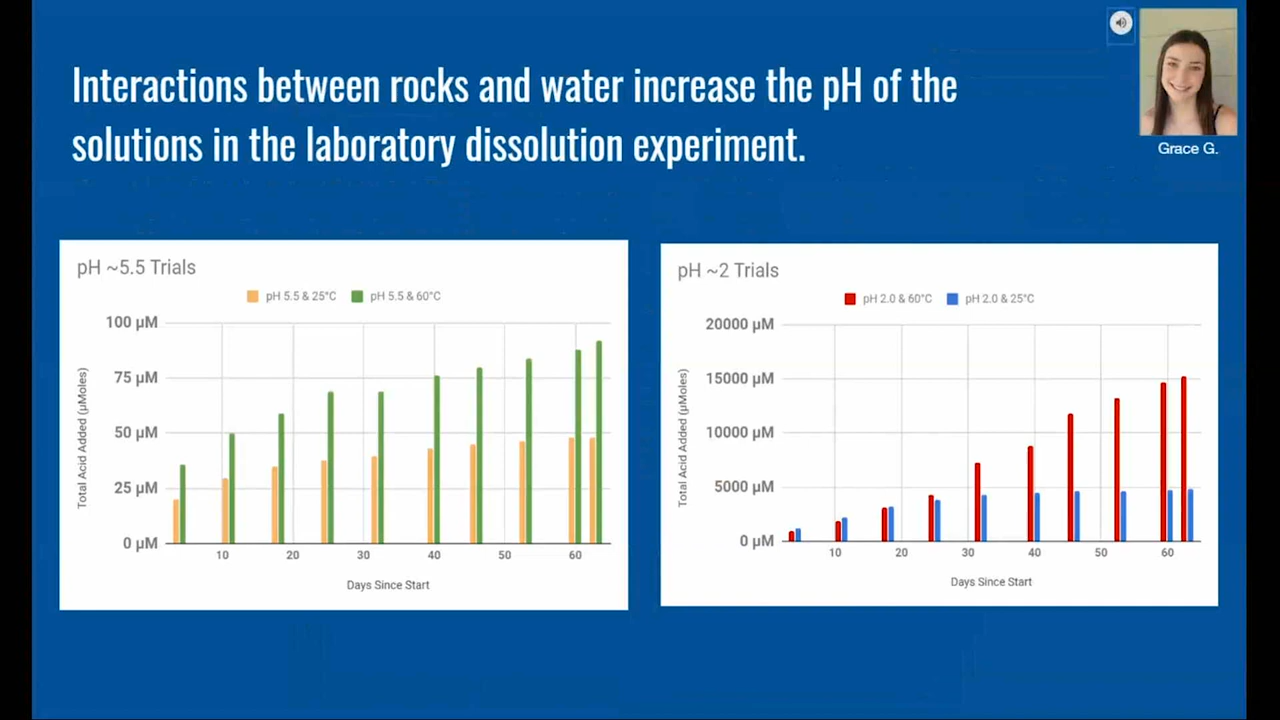 Interactions between rocks and water increase the pH of the
solutions in the laboratory dissolution experiment.
Grace G.
pH ~5.5 Trials
pH 5.5 & 25°C pH 5.5 & 60°C
Total Acid Added (µMoles)
100 µM
75 µM
50 µM
25 µM
0 µM
10 20 30 40 50 60
Days Since Start
pH ~2 Trials
pH 2.0 & 60°C pH 2.0 & 25°C
Total Acid Added (µMoles)
20000 µM
15000 µM
10000 µM
5000 µM
0 µM
10 20 30 40 50 60
Days Since Start